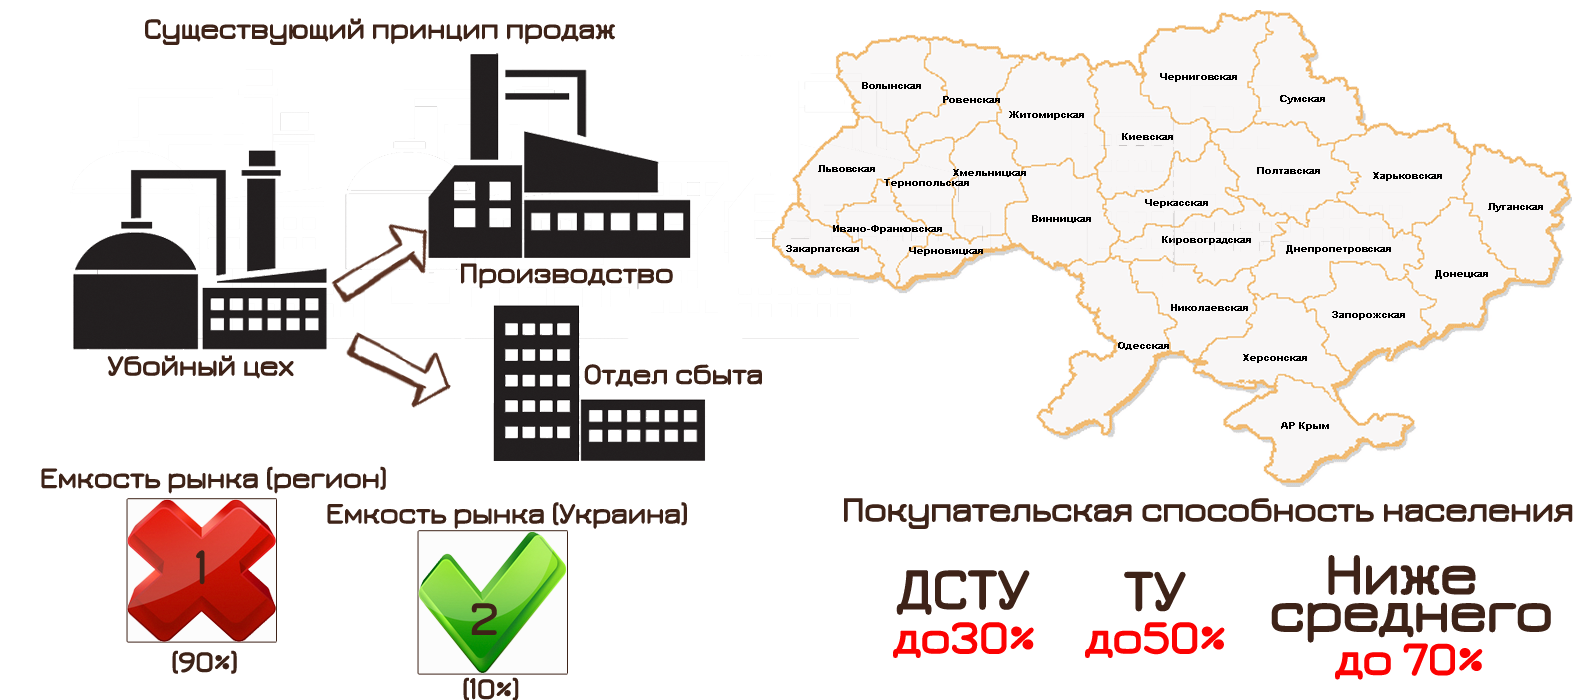 Существующий принцип продаж
Производство
Убойный цех
Отдел сбыта
Емкость рынка (регион)
1
(90%)
Емкость рынка (Украина)
2
(10%)
Волынская
Ровенская
Житомирская
Черниговская
Сумская
Киевская
Львовская
Тернопольская
Хмельницкая
Полтавская
Харьковская
Луганская
Винницкая
Черкасская
Ивано-Франковская
Закарпатская
Черновицкая
Кировоградская
Днепропетровская
Донецкая
Николаевская
Запорожская
Одесская
Херсонская
АР Крым
Покупательская способность населения
ДСТУ
до30%
ТУ
до50%
Ниже
среднего
до 70%